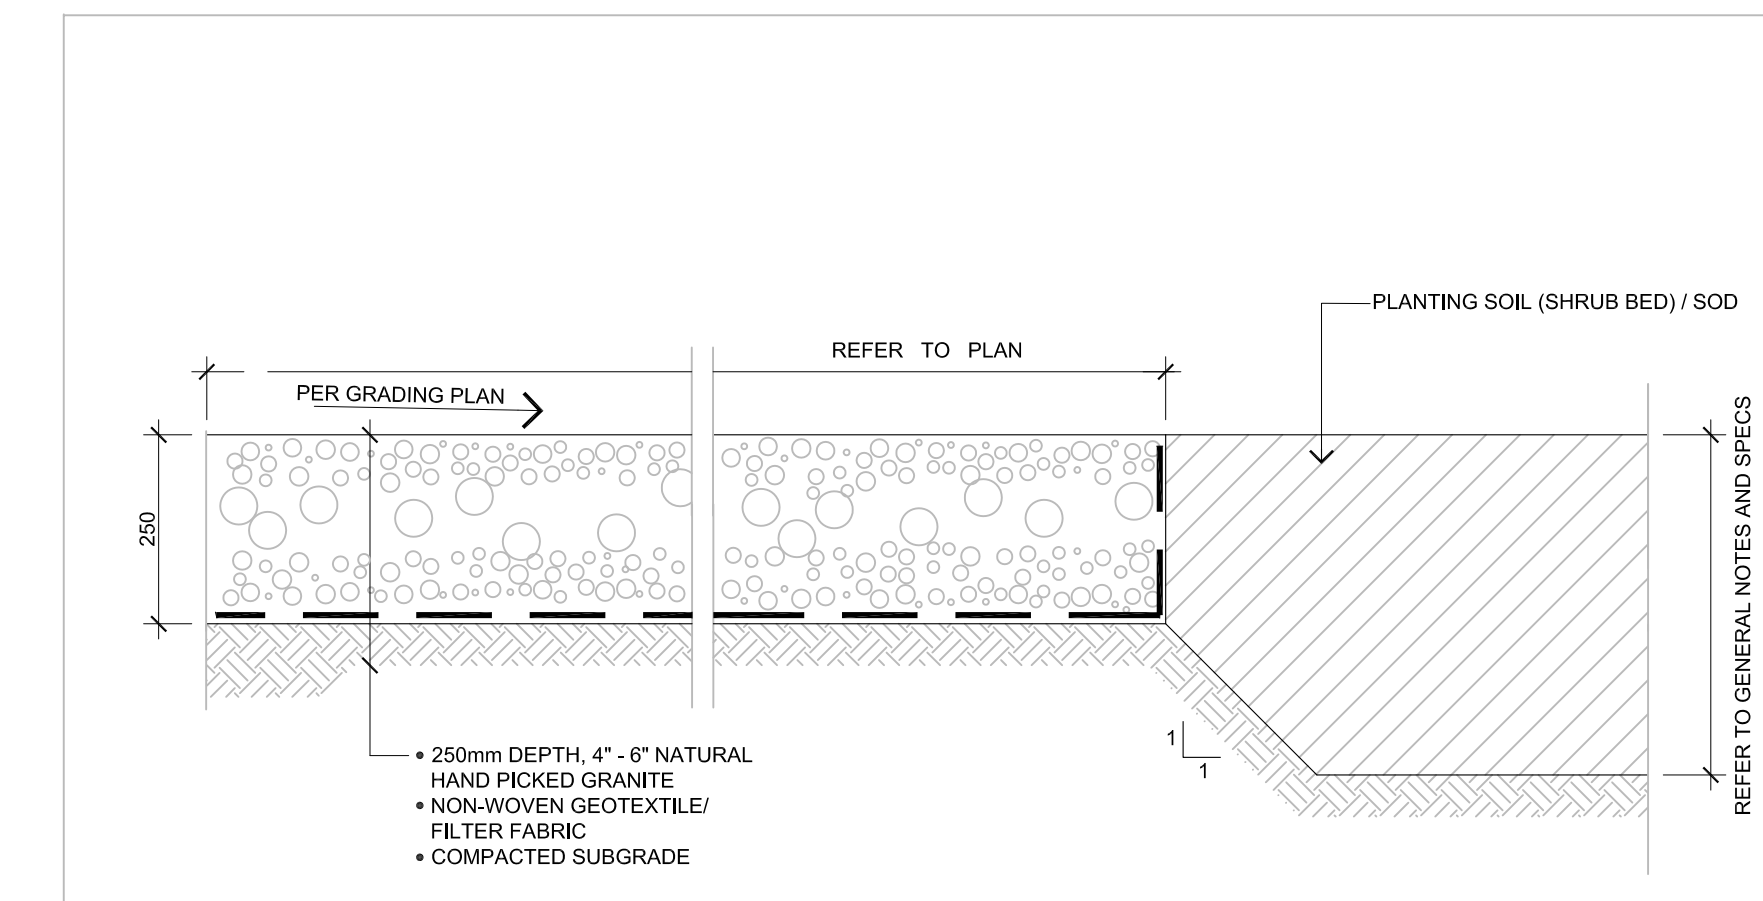 PLANTING SOIL (SHRUB BED) / SOD
REFER TO PLAN
PER GRADING PLAN
250
REFER TO GENERAL NOTES AND SPECS
1
1
• 250mm DEPTH, 4" - 6" NATURAL
HAND PICKED GRANITE
• NON-WOVEN GEOTEXTILE/
FILTER FABRIC
• COMPACTED SUBGRADE